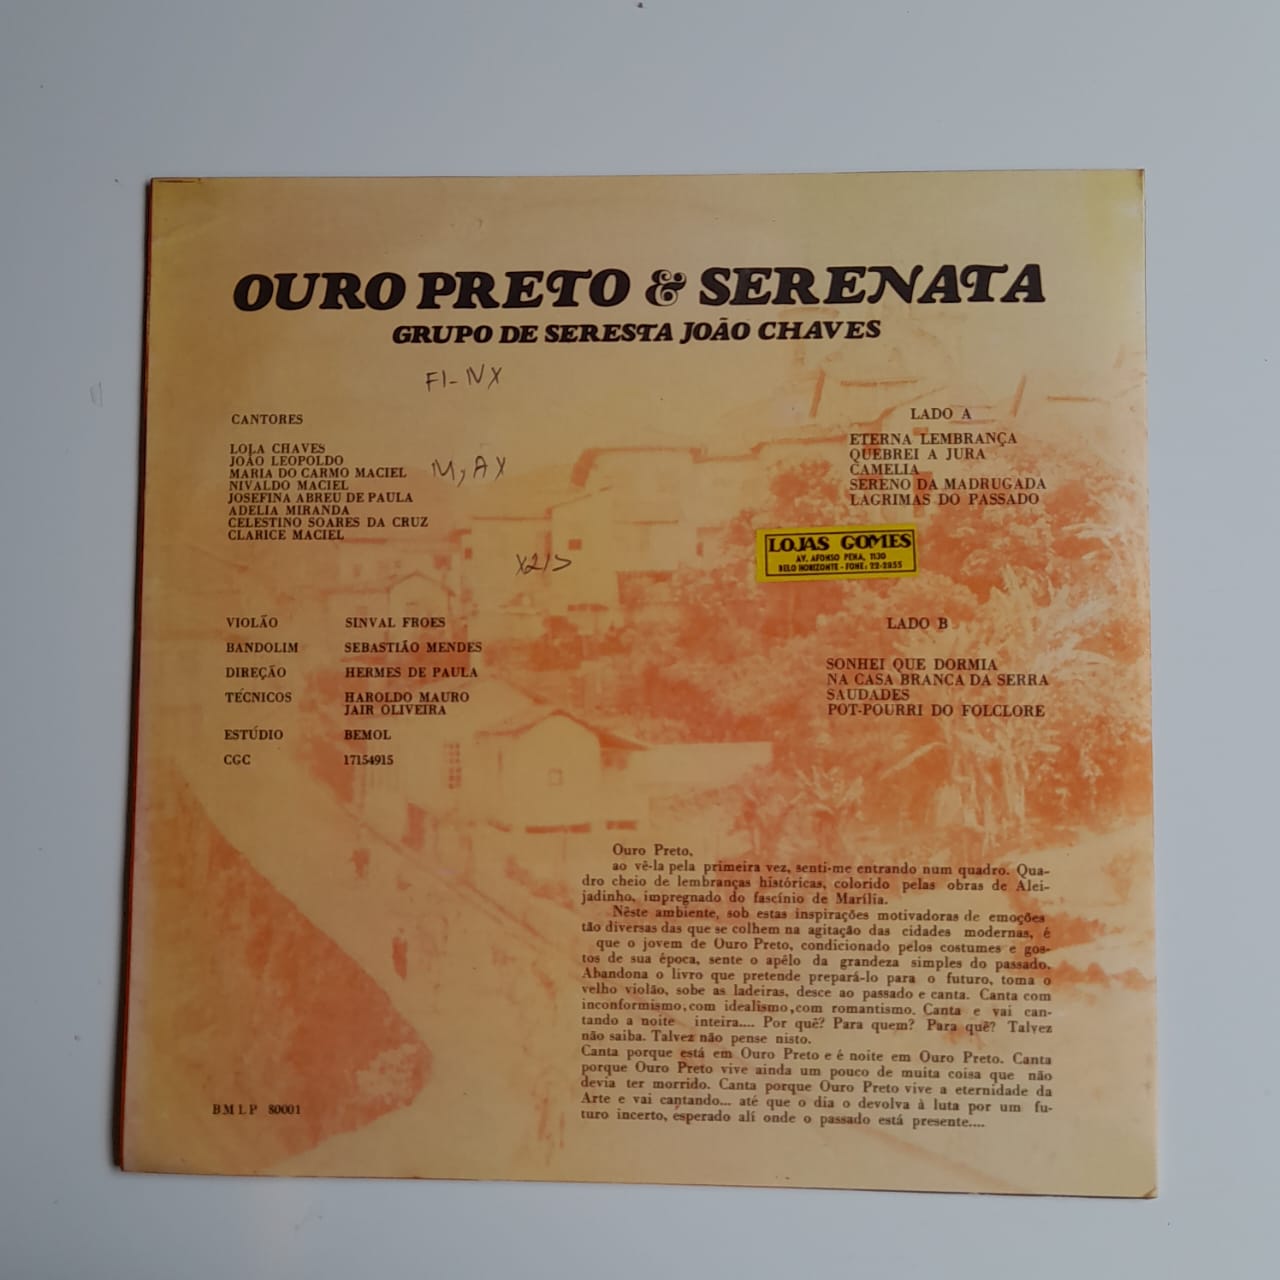 OURO PRETO & SERENATA
GRUPO DE SERESTA JOÃO CHAVES
FI-NX
CANTORES
LOLA CHAVES
JOÃO LEOPOLDO
MARIA DO CARMO MACIEL
NIVALDO MACIEL
JOSEFINA ABREU DE PAULA
ADELIA MIRANDA
CELESTINO SOARES DA CRUZ
CLARICE MACIEL
VIOLÃO SINVAL FROES
BANDOLIM SEBASTIÃO MENDES
DIREÇÃO HERMES DE PAULA
TÉCNICOS HAROLDO MAURO
JAIR OLIVEIRA
ESTÚDIO BEMOL
CGC 17154915
LADO A
ETERNA LEMBRANÇA
QUEBREI A JURA
CAMELIA
SERENO DA MADRUGADA
LAGRIMAS DO PASSADO
LOJAS GOMES
AV. AFONSO PENA, 1130
BELO HORIZONTE - FONE: 22-2955
LADO B
SONHEI QUE DORMIA
NA CASA BRANCA DA SERRA
SAUDADES
POT-POURRI DO FOLCLORE
Ouro Preto,
ao vê-la pela primeira vez, senti-me entrando num quadro. Qua-
dro cheio de lembranças históricas, colorido pelas obras de Alei-
jadinho, impregnado do fascínio de Marília.
Nêste ambiente, sob estas inspirações motivadoras de emoções
tão diversas das que se colhem na agitação das cidades modernas, é
que o jovem de Ouro Preto, condicionado pelos costumes e gos-
tos de sua época, sente o apêlo da grandeza simples do passado.
Abandona o livro que pretende prepará-lo para o futuro, toma o
velho violão, sobe as ladeiras, desce ao passado e canta. Canta com
inconformismo,com idealismo,com romantismo. Canta e vai can-
tando a noite inteira.... Por quê? Para quem? Para quê? Talvez
não saiba. Talvez não pense nisto.
Canta porque está em Ouro Preto e é noite em Ouro Preto. Canta
porque Ouro Preto vive ainda um pouco de muita coisa que não
devia ter morrido. Canta porque Ouro Preto vive a eternidade da
Arte e vai cantando... até que o dia o devolva à luta por um fu-
turo incerto, esperado alí onde o passado está presente....
BMLP 80001